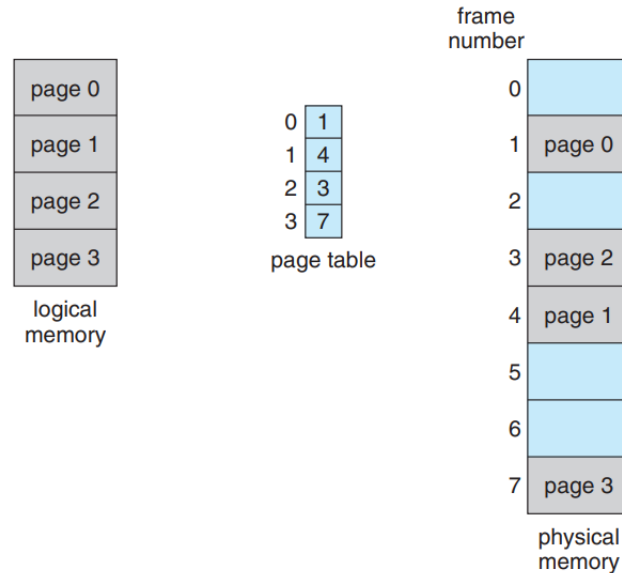 page 0
page 1
page 2
page 3
logical
memory
0 1
1 4
2 3
3 7
page table
frame
number
0
1 page 0
2
3 page 2
4 page 1
5
6
7 page 3
physical
memory